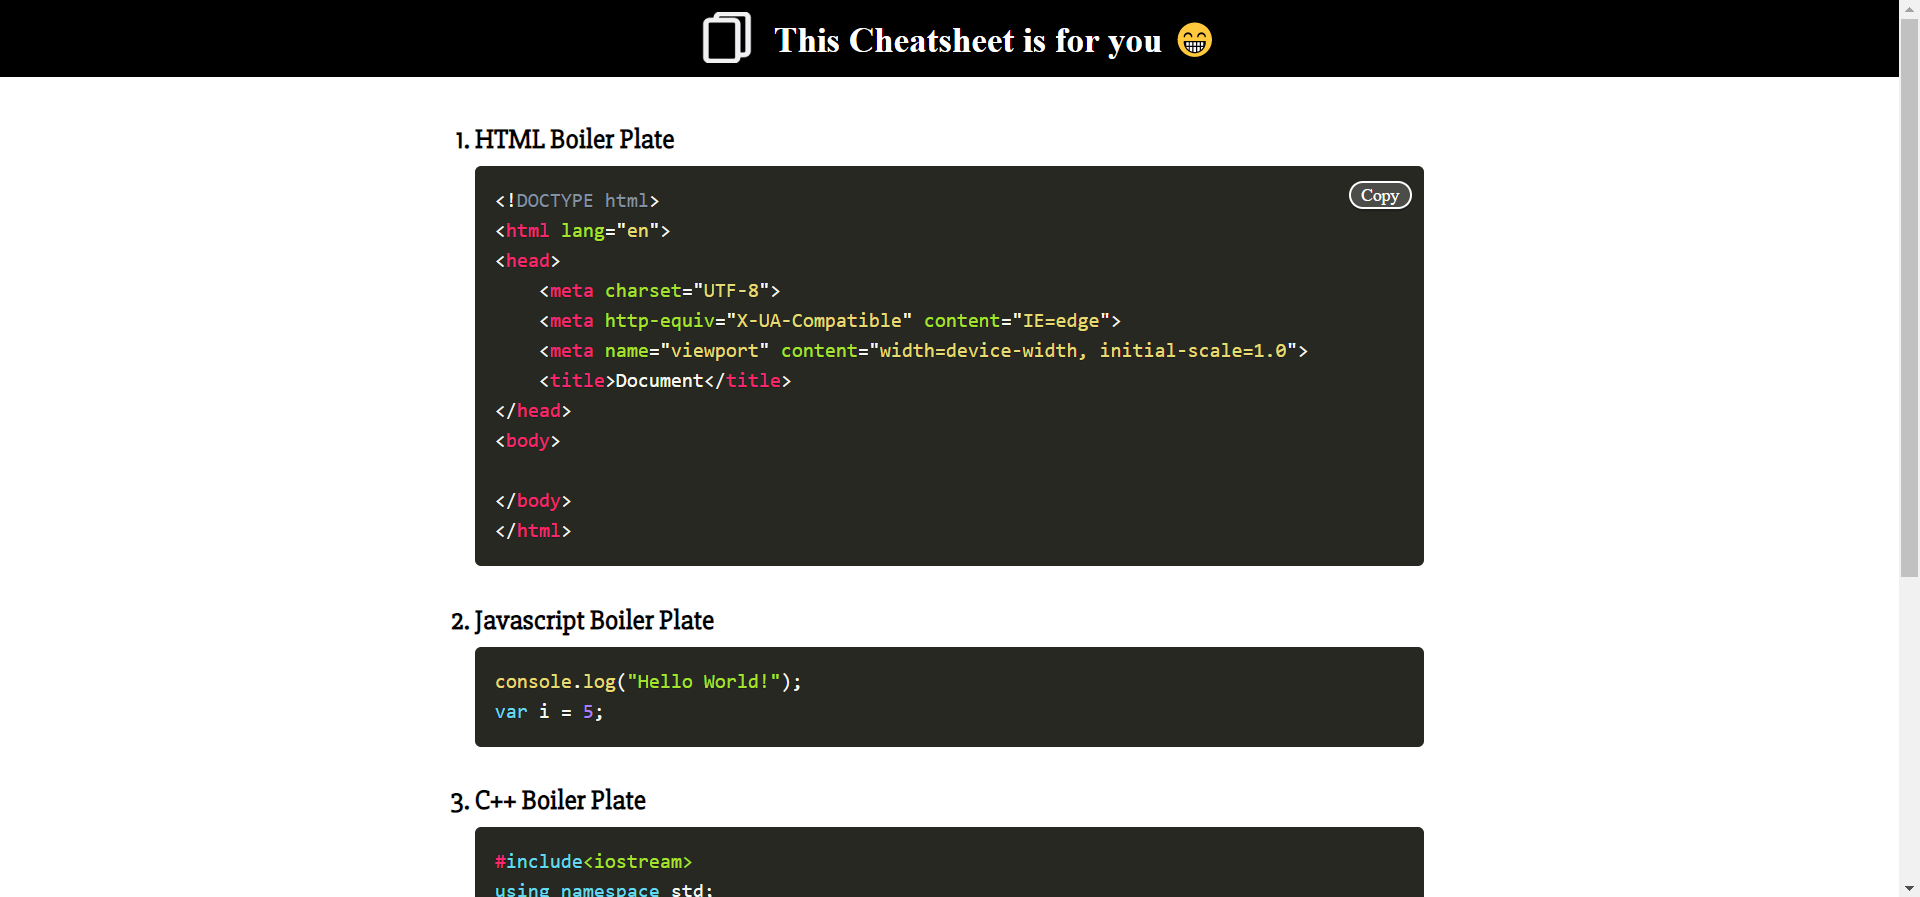 This Cheatsheet is for you 😁
1. HTML Boiler Plate
Copy
<!DOCTYPE html>
<html lang="en">
<head>
    <meta charset="UTF-8">
    <meta http-equiv="X-UA-Compatible" content="IE=edge">
    <meta name="viewport" content="width=device-width, initial-scale=1.0">
    <title>Document</title>
</head>
<body>

</body>
</html>
2. Javascript Boiler Plate
console.log("Hello World!");
var i = 5;
3. C++ Boiler Plate
#include<iostream>
using namespace std;